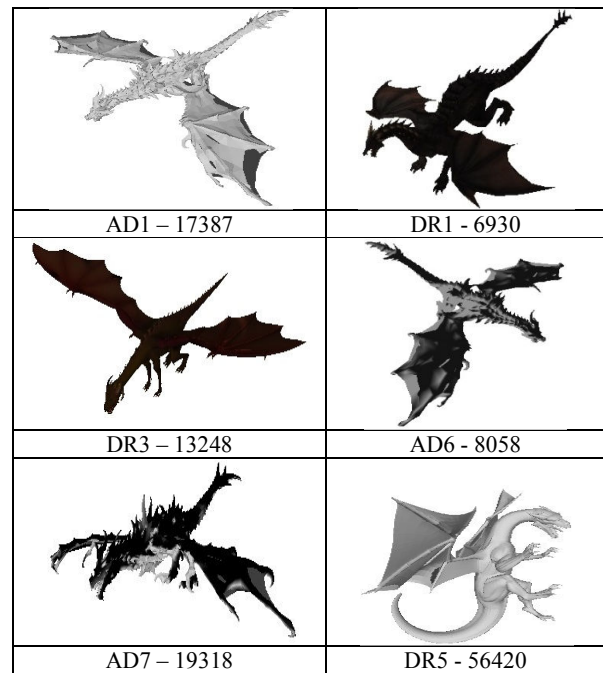 AD1 – 17387
DR1 - 6930
DR3 – 13248
AD6 - 8058
AD7 – 19318
DR5 - 56420